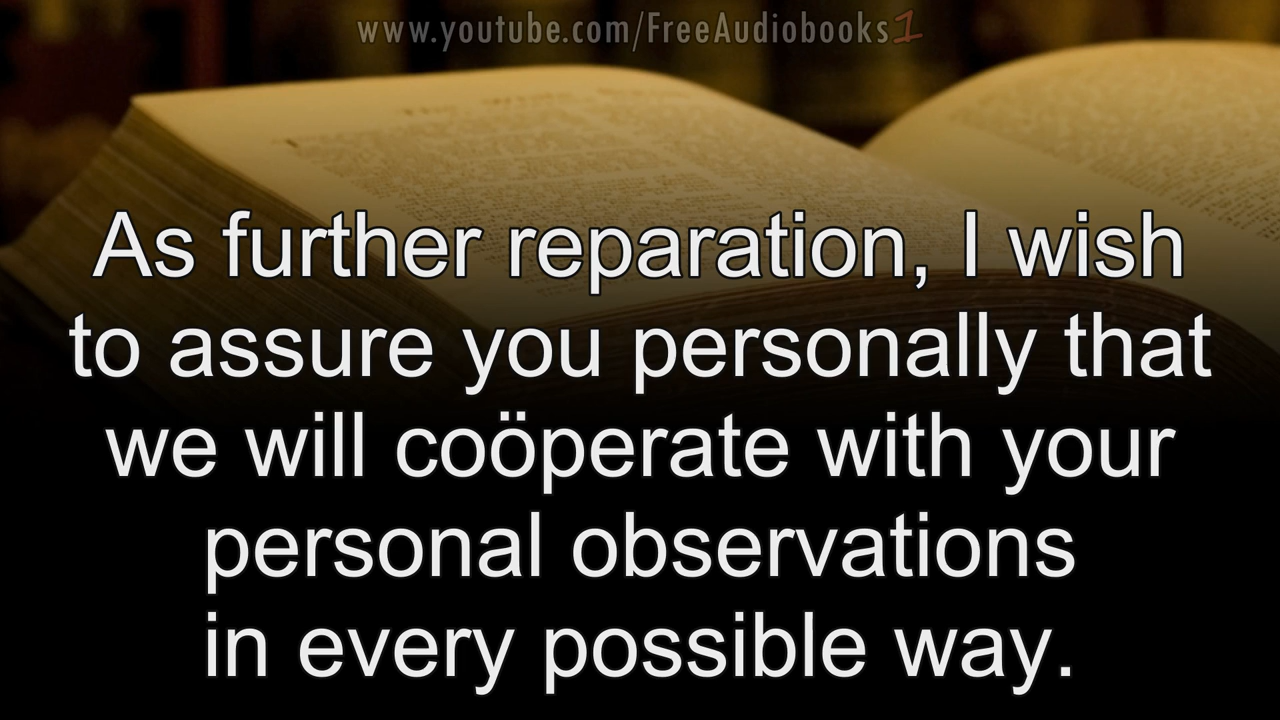 www.youtube.com/FreeAudiobooks1
As further reparation, I wish
to assure you personally that
we will coöperate with your
personal observations
in every possible way.